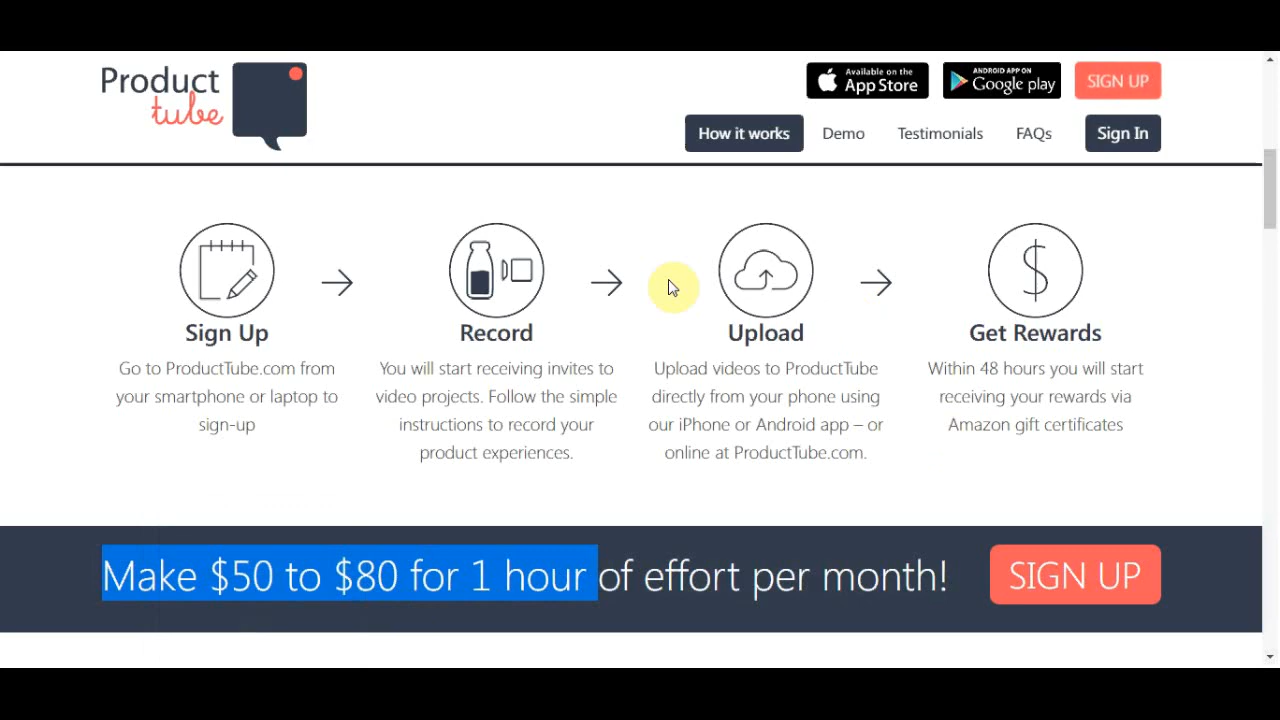 Product
tube
Available on the
App Store
ANDROID APP ON
Google play
SIGN UP
How it works
Demo
Testimonials
FAQs
Sign In
Sign Up
Go to ProductTube.com from
your smartphone or laptop to
sign-up
Record
You will start receiving invites to
video projects. Follow the simple
instructions to record your
product experiences.
Upload
Upload videos to ProductTube
directly from your phone using
our iPhone or Android app – or
online at ProductTube.com.
$
Get Rewards
Within 48 hours you will start
receiving your rewards via
Amazon gift certificates
Make $50 to $80 for 1 hour of effort per month!
SIGN UP